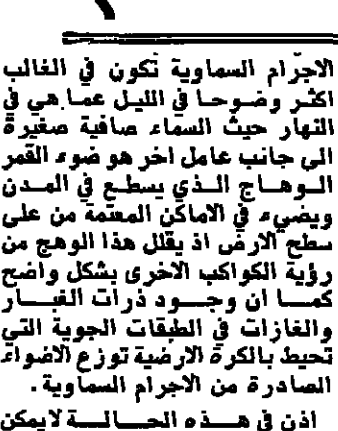 الاجرام السماوية تكون في الغالب
اكثر وضوحا في الليل عما هي في
النهار حيث السماء صافية صغيرة
الى جانب عامل اخر هو ضوء القمر
الوهاج الذي يسطع في المدن
ويضيء في الاماكن المعتمة من على
سطح الارض اذ يقلل هذا الوهج من
رؤية الكواكب الاخرى بشكل واضح
كما ان وجود ذرات الغبار
والغازات في الطبقات الجوية التي
تحيط بالكرة الارضية توزع الاضواء
الصادرة من الاجرام السماوية .
اذن في هذه الحالة لايمكن